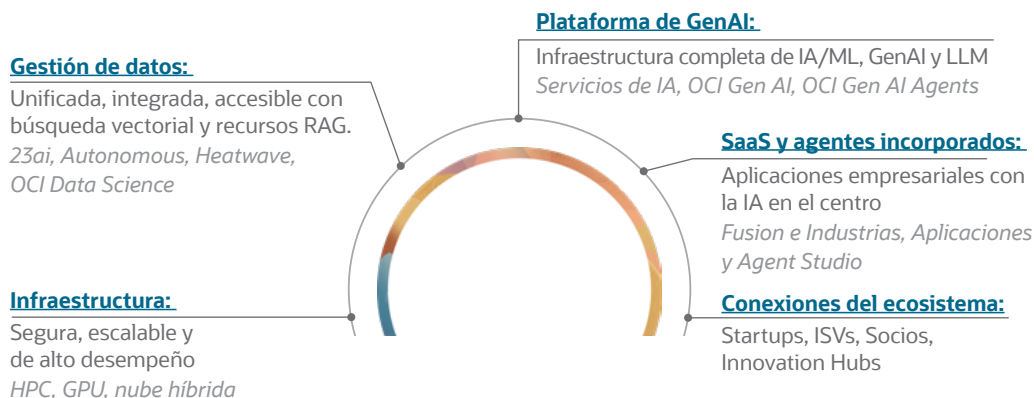 Plataforma de GenAI:
Infraestructura completa de IA/ML, GenAI y LLM
Servicios de IA, OCI Gen AI, OCI Gen AI Agents
Gestión de datos:
Unificada, integrada, accesible con
búsqueda vectorial y recursos RAG.
23ai, Autonomous, Heatwave,
OCI Data Science
SaaS y agentes incorporados:
Aplicaciones empresariales con
la IA en el centro
Fusion e Industrias, Aplicaciones
y Agent Studio
Infraestructura:
Segura, escalable y
de alto desempeño
HPC, GPU, nube híbrida
Conexiones del ecosistema:
Startups, ISVs, Socios,
Innovation Hubs